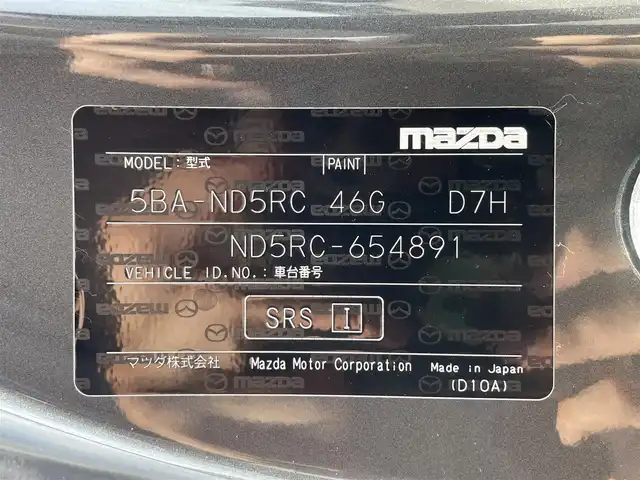 mazda
MODEL: 型式 PAINT
5BA-ND5RC 46G D7H
ND5RC-654891
VEHICLE ID.NO.: 車台番号
SRS I
マツダ株式会社 Mazda Motor Corporation Made in Japan
(D10A)